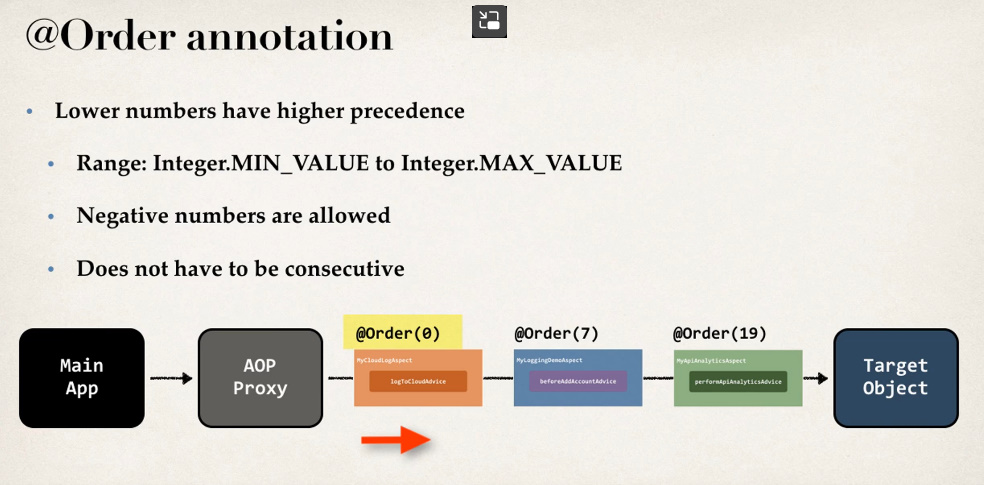 @Order annotation
Lower numbers have higher precedence
Range: Integer.MIN_VALUE to Integer.MAX_VALUE
Negative numbers are allowed
Does not have to be consecutive
@Order(0)
@Order(7)
@Order(19)
Main
App
AOP
Proxy
MyCloudLogAspect
logToCloudAdvice
MyLoggingDemoAspect
beforeAddAccountAdvice
MyApiAnalyticsAspect
performApiAnalyticsAdvice
Target
Object